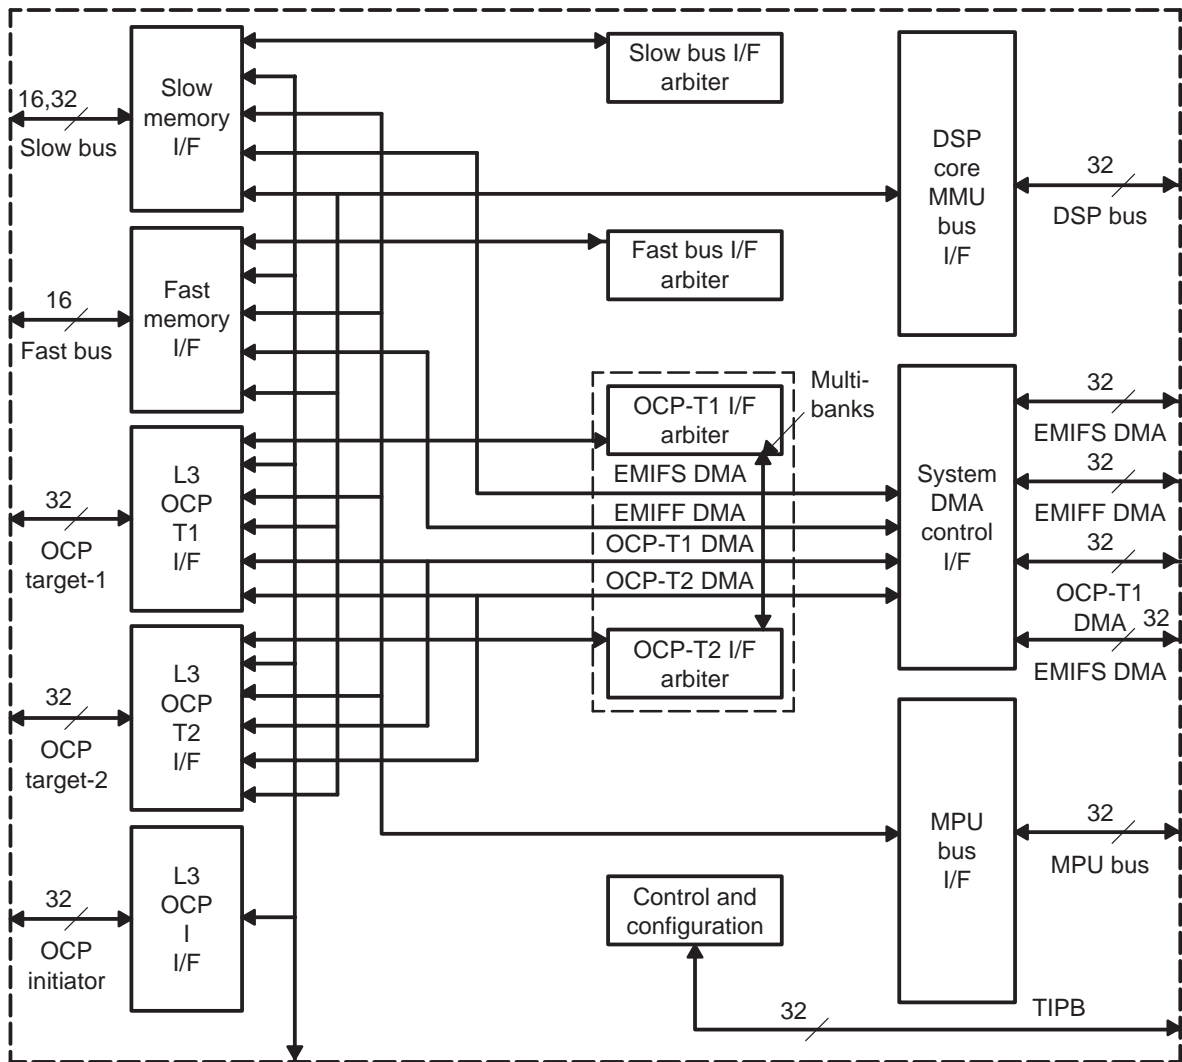 Slow
memory
I/F
16,32
Slow bus
Slow bus I/F
arbiter
DSP
core
MMU
bus
I/F
32
DSP bus
Fast
memory
I/F
16
Fast bus
Fast bus I/F
arbiter
Multi-
banks
OCP-T1 I/F
arbiter
L3
OCP
T1
I/F
32
OCP
target-1
EMIFS DMA
EMIFF DMA
OCP-T1 DMA
OCP-T2 DMA
System
DMA
control
I/F
32
EMIFS DMA
32
EMIFF DMA
32
OCP-T1
DMA
32
EMIFS DMA
OCP-T2 I/F
arbiter
L3
OCP
T2
I/F
32
OCP
target-2
MPU
bus
I/F
32
MPU bus
L3
OCP
I
I/F
32
OCP
initiator
Control and
configuration
32
TIPB